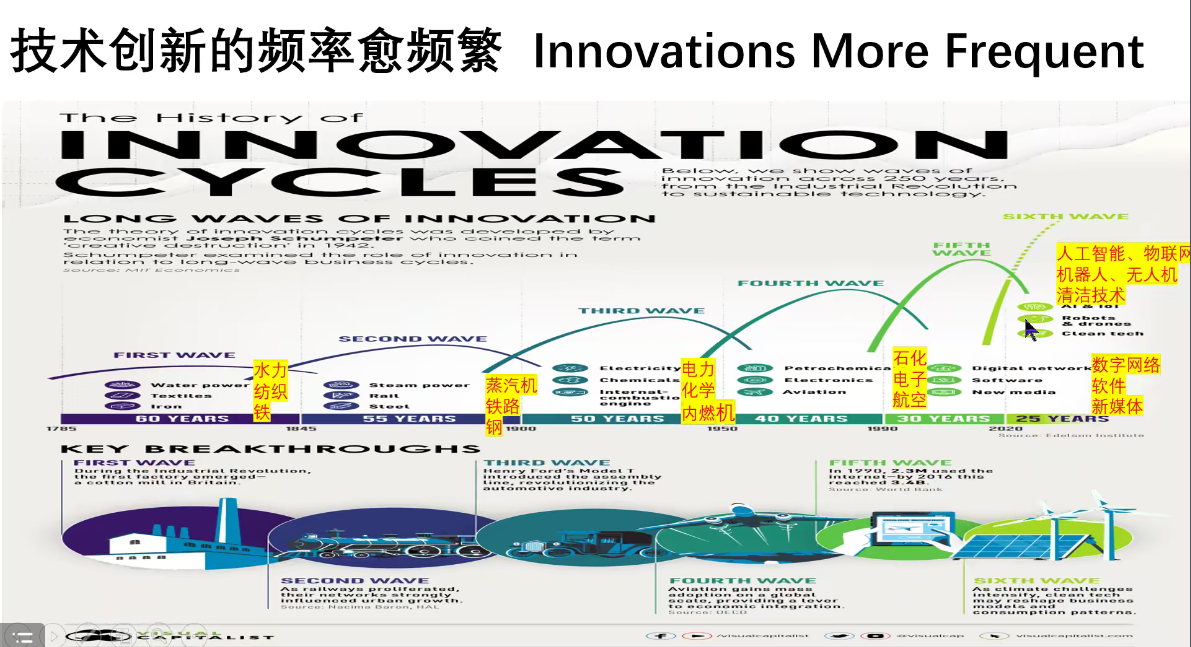 技术创新的频率愈频繁 Innovations More Frequent
The History of
INNOVATION
CYCLES
Below, we show waves of
innovation across 250 years,
from the Industrial Revolution
to sustainable technology.
LONG WAVES OF INNOVATION
The theory of innovation cycles was developed by
economist Joseph Schumpeter who coined the term
'creative destruction' in 1942.
Schumpeter examined the role of innovation in
relation to long-wave business cycles.
Source: MIT Economics
FIRST WAVE
Water power
Textiles
Iron
水力
纺织
铁
60 YEARS
SECOND WAVE
Steam power
Rail
Steel
蒸汽机
铁路
钢
55 YEARS
THIRD WAVE
Electricity
Chemicals
Internal-
combustio
engine
电力
化学
内燃机
50 YEARS
FOURTH WAVE
Petrochemica
Electronics
Aviation
石化
电子
航空
40 YEARS
FIFTH
WAVE
Digital network
Software
New media
数字网络
软件
新媒体
30 YEARS
SIXTH WAVE
人工智能、物联网
机器人、无人机
清洁技术
AI & IoT
Robots
& drones
Clean tech
25 YEARS
1785
1845
1900
1950
1990
2020
Source: Edelson Institute
KEY BREAKTHROUGHS
FIRST WAVE
During the Industrial Revolution,
the first factory emerged—
a cotton mill in Britain.
THIRD WAVE
Henry Ford's Model T
introduced the assembly
line, revolutionizing the
automotive industry.
FIFTH WAVE
In 1990, 2.3M used the
internet—by 2016 this
reached 3.4B.
Source: World Bank
SECOND WAVE
As railways proliferated,
their networks strongly
influenced urban growth.
Source: Nacima Baron, HAL
FOURTH WAVE
Aviation gains mass
adoption on a global
scale, providing a lever
to economic integration.
Source: OECD
SIXTH WAVE
As climate challenges
intensify, clean tech
may reshape business
models and
consumption patterns.
VISUAL
CAPITALIST
/visualcapitalist
@visualcap
visualcapitalist.com